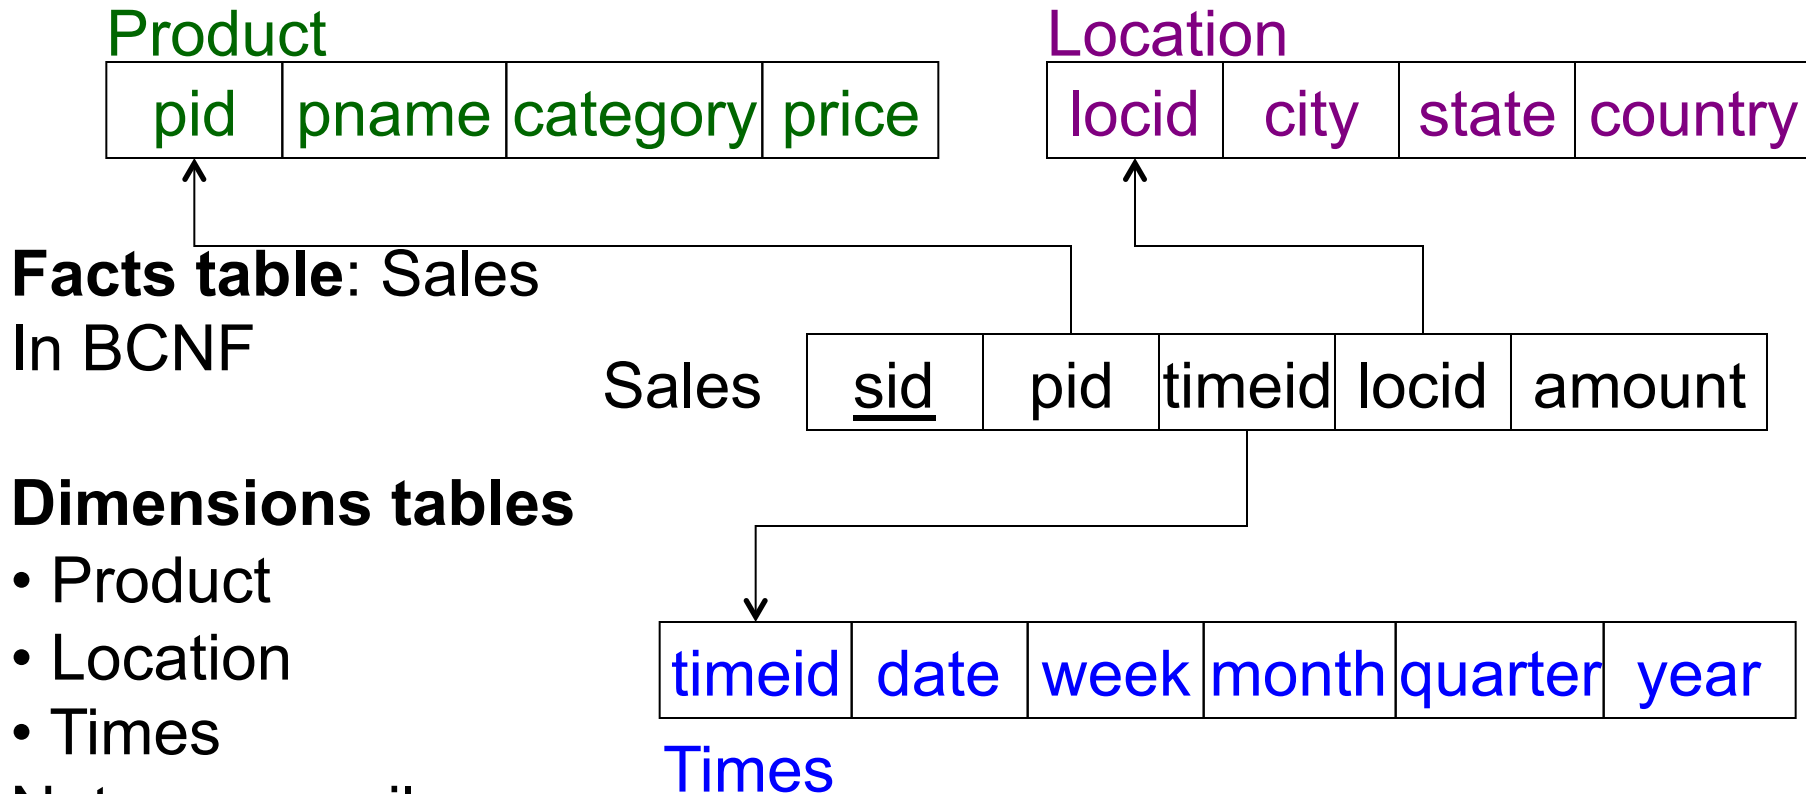 Product
pid pname category price
Location
locid city state country
Facts table: Sales
In BCNF
Sales sid pid timeid locid amount
Dimensions tables
• Product
• Location
• Times
timeid date week month quarter year
Times